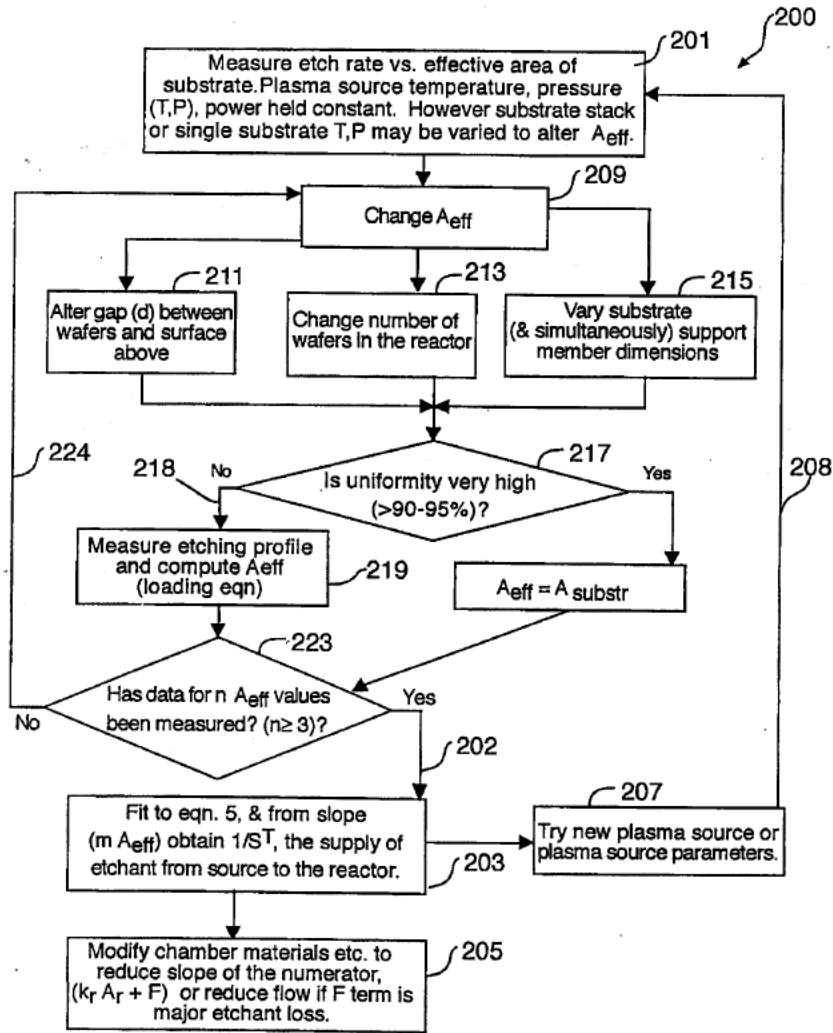 200
201
Measure etch rate vs. effective area of
substrate.Plasma source temperature, pressure
(T,P), power held constant. However substrate stack
or single substrate T,P may be varied to alter Aeff.
209
Change Aeff
211
Alter gap (d) between
wafers and surface
above
213
Change number of
wafers in the reactor
215
Vary substrate
(& simultaneously) support
member dimensions
224
218
No
217
Is uniformity very high
(>90-95%)?
Yes
208
Measure etching profile
and compute Aeff
(loading eqn)
219
Aeff = A substr
223
Has data for n Aeff values
been measured? (n≥ 3)?
No
Yes
202
Fit to eqn. 5, & from slope
(m Aeff) obtain 1/S^T, the supply of
etchant from source to the reactor.
203
207
Try new plasma source or
plasma source parameters.
Modify chamber materials etc. to
reduce slope of the numerator,
(kr Ar + F) or reduce flow if F term is
major etchant loss.
205